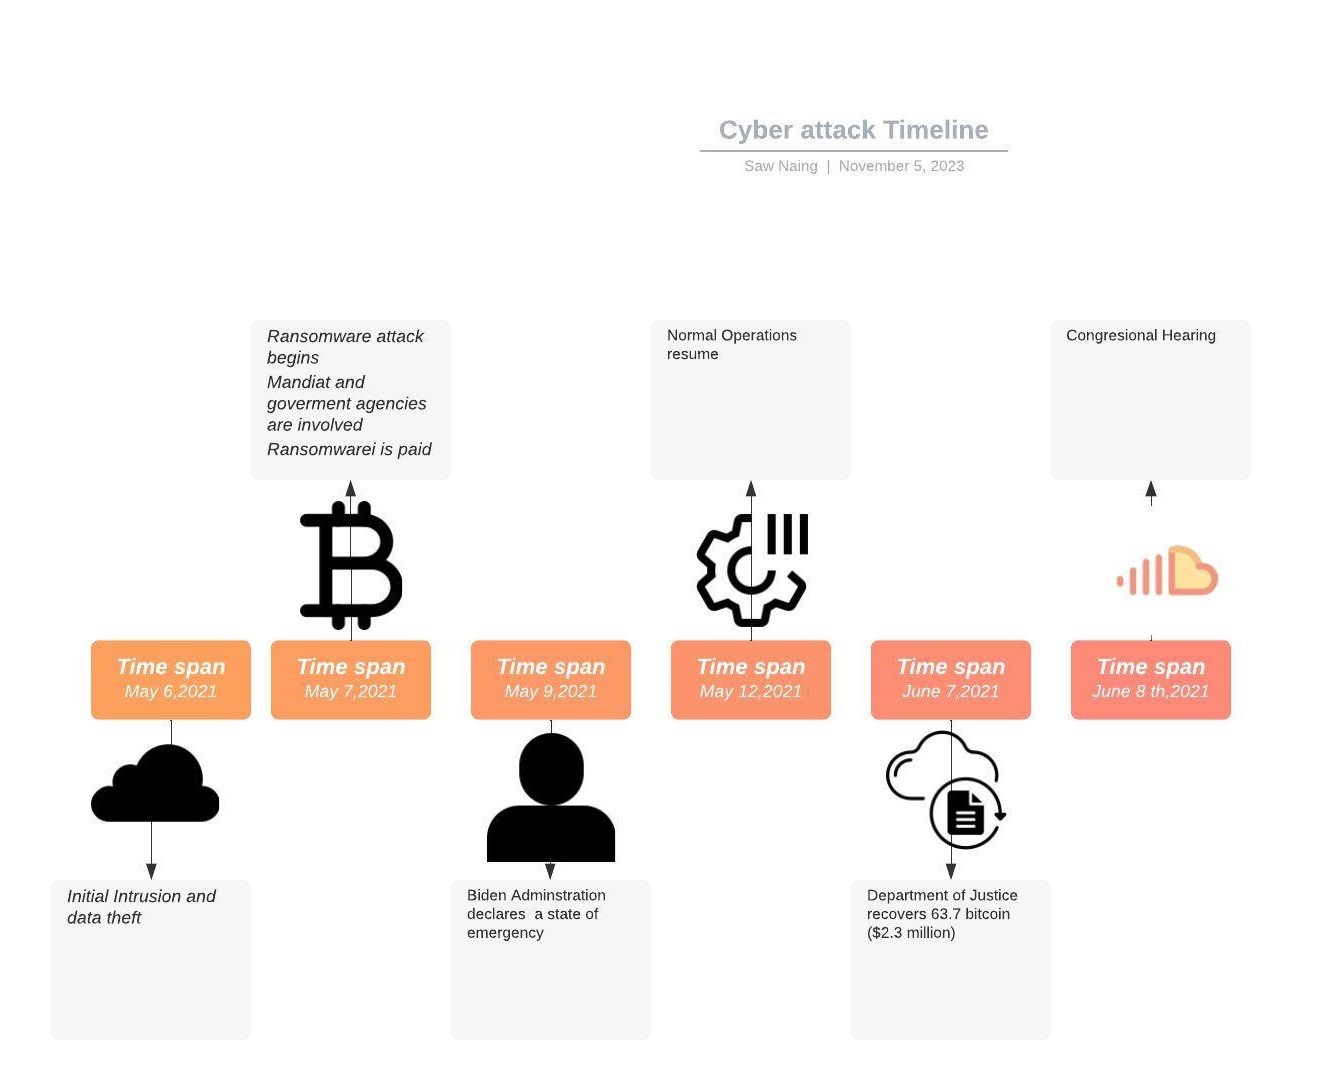 Cyber attack Timeline
Saw Naing | November 5, 2023
Ransomware attack
begins
Mandiat and
goverment agencies
are involved
Ransomwarei is paid
Normal Operations
resume
Congresional Hearing
Time span
May 6,2021
Time span
May 7,2021
Time span
May 9,2021
Time span
May 12,2021
Time span
June 7,2021
Time span
June 8 th,2021
Initial Intrusion and
data theft
Biden Adminstration
declares  a state of
emergency
Department of Justice
recovers 63.7 bitcoin
($2.3 million)